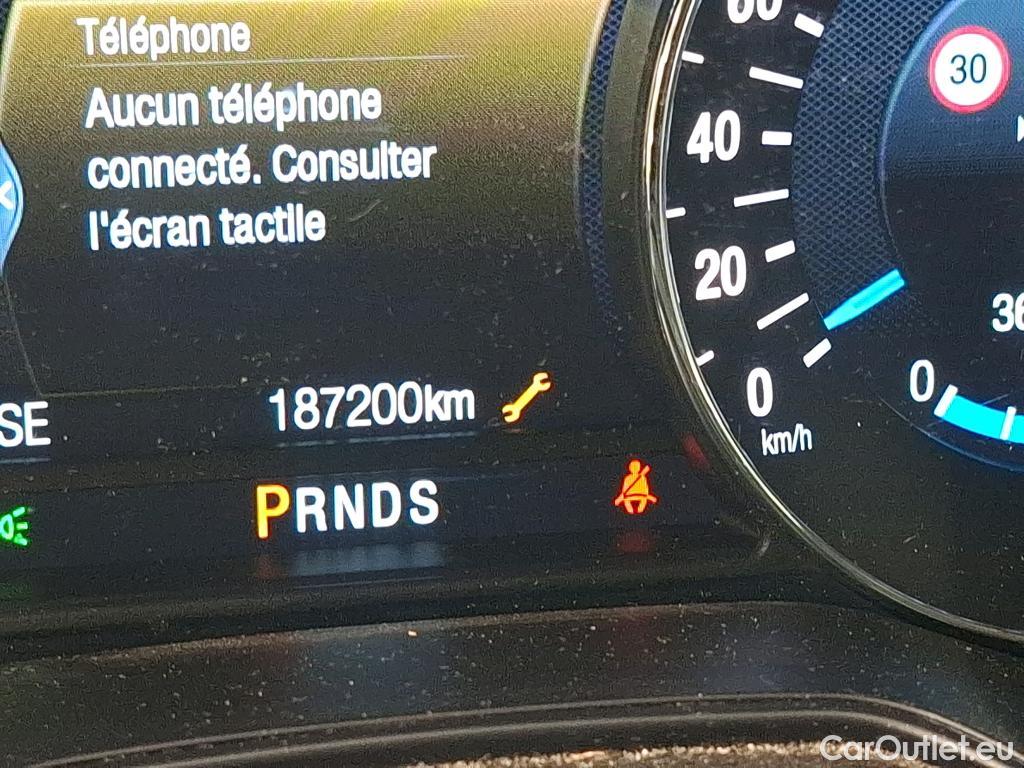 Téléphone
Aucun téléphone
connecté. Consulter
l'écran tactile
SE
187200km
PRNDS
60
40
20
0
km/h
30
36
0
CarOutlet.eu